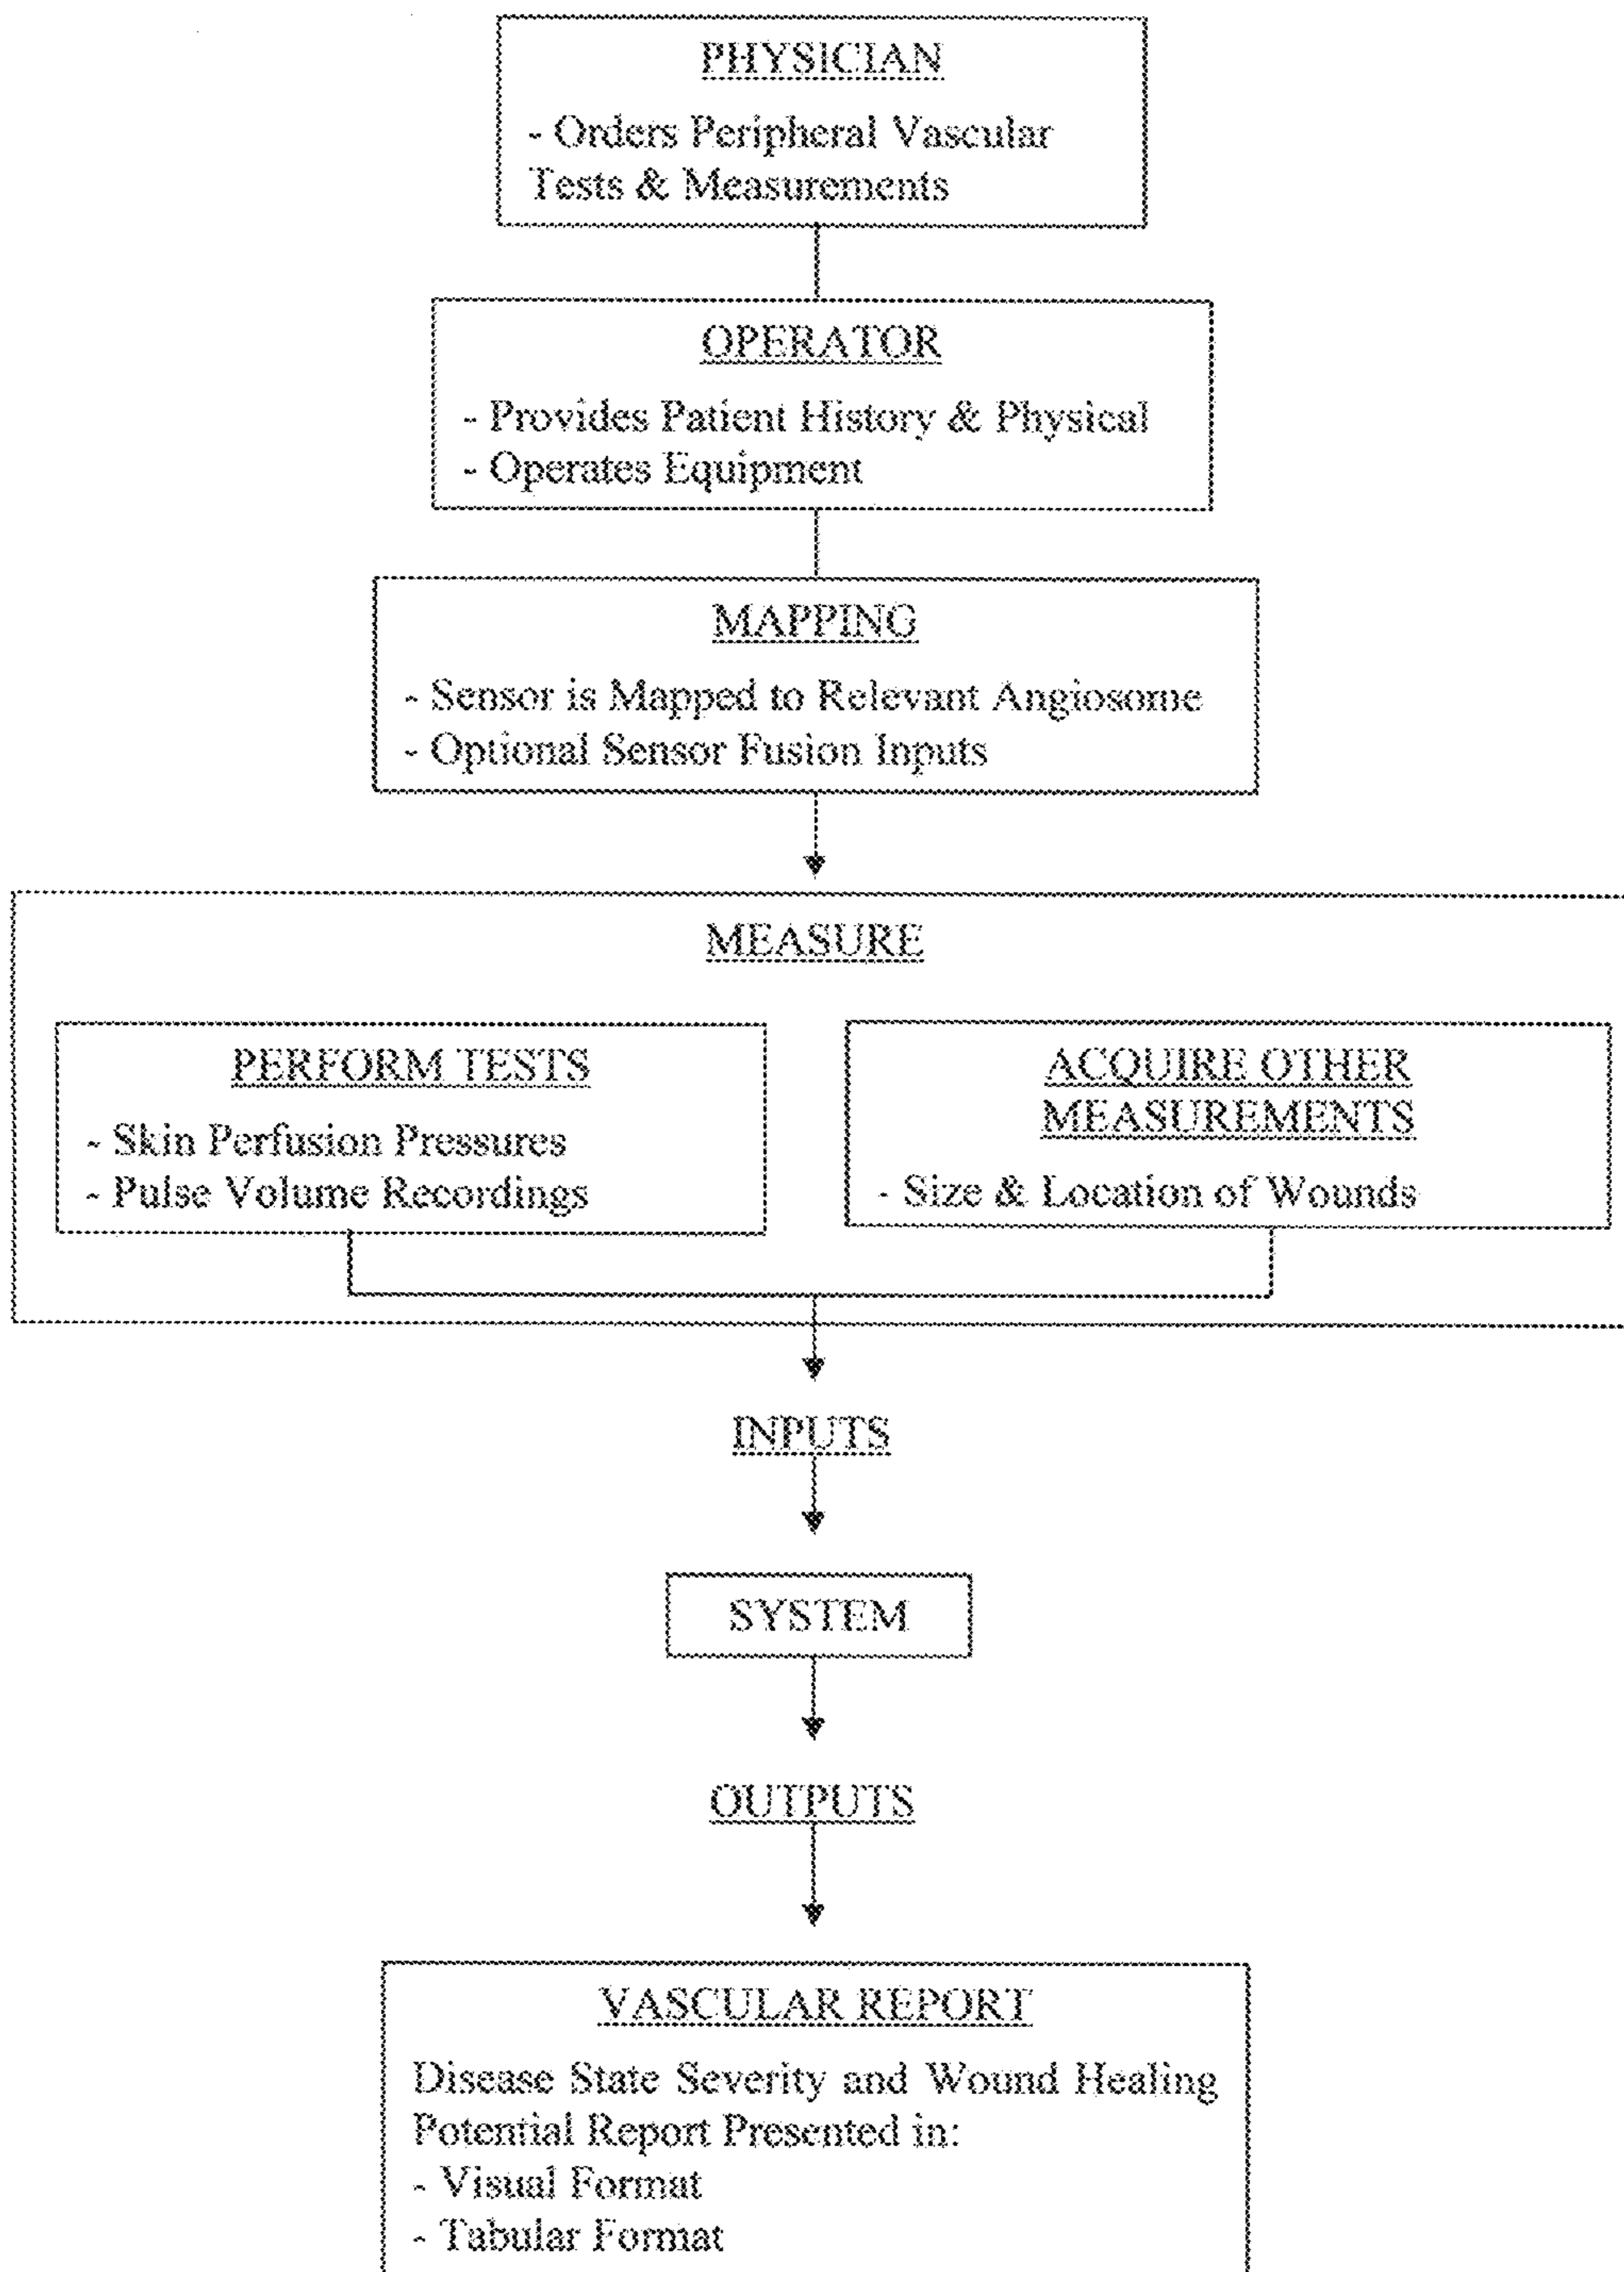 PHYSICIAN
- Orders Peripheral Vascular
Tests & Measurements
OPERATOR
- Provides Patient History & Physical
- Operates Equipment
MAPPING
- Sensor is Mapped to Relevant Angiosome
- Optional Sensor Fusion Inputs
MEASURE
PERFORM TESTS
- Skin Perfusion Pressures
- Pulse Volume Recordings
ACQUIRE OTHER
MEASUREMENTS
- Size & Location of Wounds
INPUTS
SYSTEM
OUTPUTS
VASCULAR REPORT
Disease State Severity and Wound Healing
Potential Report Presented in:
- Visual Format
- Tabular Format